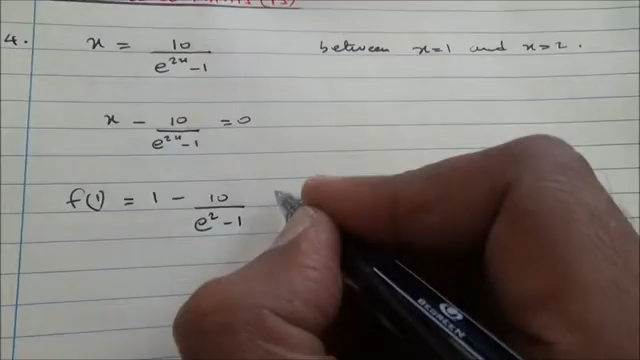 4. x = 10 / (e^{2x} - 1) between x=1 and x=2.
x - 10 / (e^{2x} - 1) = 0
f(1) = 1 - 10 / (e^2 - 1)